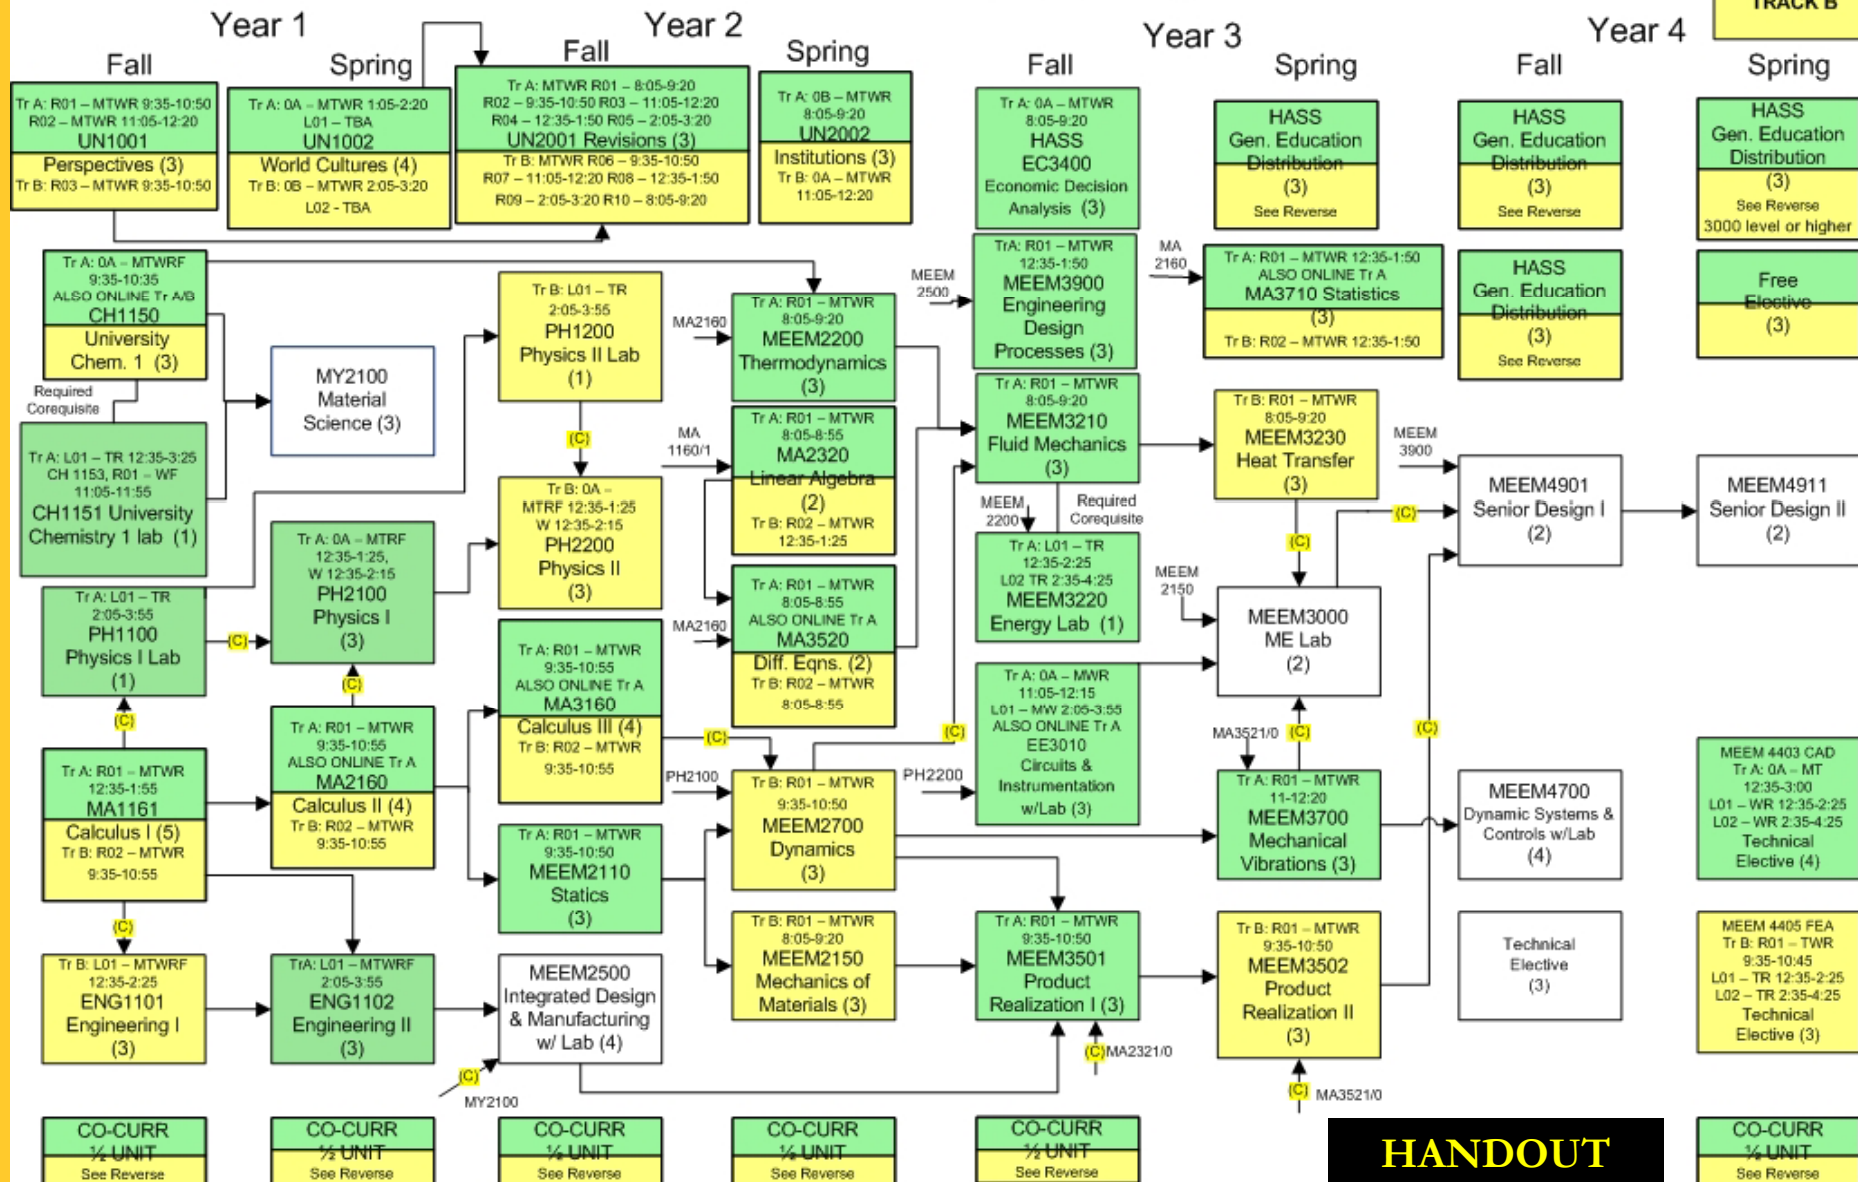 TRACK B
Year 1
Year 2
Year 3
Year 4
Fall
Spring
Fall
Spring
Fall
Spring
Fall
Spring
Tr A: R01 – MTWR 9:35-10:50
R02 – MTWR 11:05-12:20
UN1001
Perspectives (3)
Tr B: R03 – MTWR 9:35-10:50
Tr A: 0A – MTWR 1:05-2:20
L01 – TBA
UN1002
World Cultures (4)
Tr B: 0B – MTWR 2:05-3:20
L02 - TBA
Tr A: MTWR R01 – 8:05-9:20
R02 – 9:35-10:50 R03 – 11:05-12:20
R04 – 12:35-1:50 R05 – 2:05-3:20
UN2001 Revisions (3)
Tr B: MTWR R06 – 9:35-10:50
R07 – 11:05-12:20 R08 – 12:35-1:50
R09 – 2:05-3:20 R10 – 8:05-9:20
Tr A: 0B – MTWR
8:05-9:20
UN2002
Institutions (3)
Tr B: 0A – MTWR
11:05-12:20
Tr A: 0A – MTWR
8:05-9:20
HASS
EC3400
Economic Decision
Analysis (3)
HASS
Gen. Education
Distribution
(3)
See Reverse
HASS
Gen. Education
Distribution
(3)
See Reverse
HASS
Gen. Education
Distribution
(3)
See Reverse
3000 level or higher
Tr A: 0A – MTWRF
9:35-10:35
ALSO ONLINE Tr A/B
CH1150
University
Chem. 1 (3)
Required
Corequisite
Tr A: L01 – TR 12:35-3:25
CH 1153, R01 – WF
11:05-11:55
CH1151 University
Chemistry 1 lab (1)
MY2100
Material
Science (3)
Tr B: L01 – TR
2:05-3:55
PH1200
Physics II Lab
(1)
(C)
Tr B: 0A –
MTRF 12:35-1:25
W 12:35-2:15
PH2200
Physics II
(3)
MA2160
Tr A: R01 – MTWR
8:05-9:20
MEEM2200
Thermodynamics
(3)
MA
1160/1
Tr A: R01 – MTWR
8:05-8:55
MA2320
Linear Algebra
(2)
Tr B: R02 – MTWR
12:35-1:25
MA2160
Tr A: R01 – MTWR
8:05-8:55
ALSO ONLINE Tr A
MA3520
Diff. Eqns. (2)
Tr B: R02 – MTWR
8:05-8:55
MEEM
2500
TrA: R01 – MTWR
12:35-1:50
MEEM3900
Engineering
Design
Processes (3)
Tr A: R01 – MTWR
8:05-9:20
MEEM3210
Fluid Mechanics
(3)
MEEM
2200
Required
Corequisite
Tr A: L01 – TR
12:35-2:25
L02 TR 2:35-4:25
MEEM3220
Energy Lab (1)
MA
2160
Tr A: R01 – MTWR 12:35-1:50
ALSO ONLINE Tr A
MA3710 Statistics
(3)
Tr B: R02 – MTWR 12:35-1:50
HASS
Gen. Education
Distribution
(3)
See Reverse
Free
Elective
(3)
Tr B: R01 – MTWR
8:05-9:20
MEEM3230
Heat Transfer
(3)
(C)
MEEM
3900
(C)
MEEM4901
Senior Design I
(2)
MEEM4911
Senior Design II
(2)
MEEM
2150
MEEM3000
ME Lab
(2)
Tr A: L01 – TR
2:05-3:55
PH1100
Physics I Lab
(1)
(C)
Tr A: 0A – MTRF
12:35-1:25,
W 12:35-2:15
PH2100
Physics I
(3)
(C)
(C)
Tr A: R01 – MTWR
12:35-1:55
MA1161
Calculus I (5)
Tr B: R02 – MTWR
9:35-10:55
(C)
Tr A: R01 – MTWR
9:35-10:55
ALSO ONLINE Tr A
MA2160
Calculus II (4)
Tr B: R02 – MTWR
9:35-10:55
Tr A: R01 – MTWR
9:35-10:55
ALSO ONLINE Tr A
MA3160
Calculus III (4)
Tr B: R02 – MTWR
9:35-10:55
(C)
PH2100
Tr B: R01 – MTWR
9:35-10:50
MEEM2700
Dynamics
(3)
(C)
PH2200
Tr A: 0A – MWR
11:05-12:15
L01 – MW 2:05-3:55
ALSO ONLINE Tr A
EE3010
Circuits &
Instrumentation
w/Lab (3)
MA3521/0
(C)
(C)
Tr A: R01 – MTWR
11-12:20
MEEM3700
Mechanical
Vibrations (3)
MEEM4700
Dynamic Systems &
Controls w/Lab
(4)
MEEM 4403 CAD
Tr A: 0A – MT
12:35-3:00
L01 – WR 12:35-2:25
L02 – WR 2:35-4:25
Technical
Elective (4)
Tr A: R01 – MTWR
9:35-10:50
MEEM2110
Statics
(3)
Tr B: R01 – MTWR
8:05-9:20
MEEM2150
Mechanics of
Materials (3)
Tr A: R01 – MTWR
9:35-10:50
MEEM3501
Product
Realization I (3)
Tr B: R01 – MTWR
9:35-10:50
MEEM3502
Product
Realization II
(3)
Technical
Elective
(3)
MEEM 4405 FEA
Tr B: R01 – TWR
9:35-10:45
L01 – TR 12:35-2:25
L02 – TR 2:35-4:25
Technical
Elective (3)
Tr B: L01 – MTWRF
12:35-2:25
ENG1101
Engineering I
(3)
TrA: L01 – MTWRF
2:05-3:55
ENG1102
Engineering II
(3)
MEEM2500
Integrated Design
& Manufacturing
w/ Lab (4)
(C)
MY2100
(C) MA2321/0
(C) MA3521/0
CO-CURR
½ UNIT
See Reverse
CO-CURR
½ UNIT
See Reverse
CO-CURR
½ UNIT
See Reverse
CO-CURR
½ UNIT
See Reverse
CO-CURR
½ UNIT
See Reverse
HANDOUT
CO-CURR
½ UNIT
See Reverse